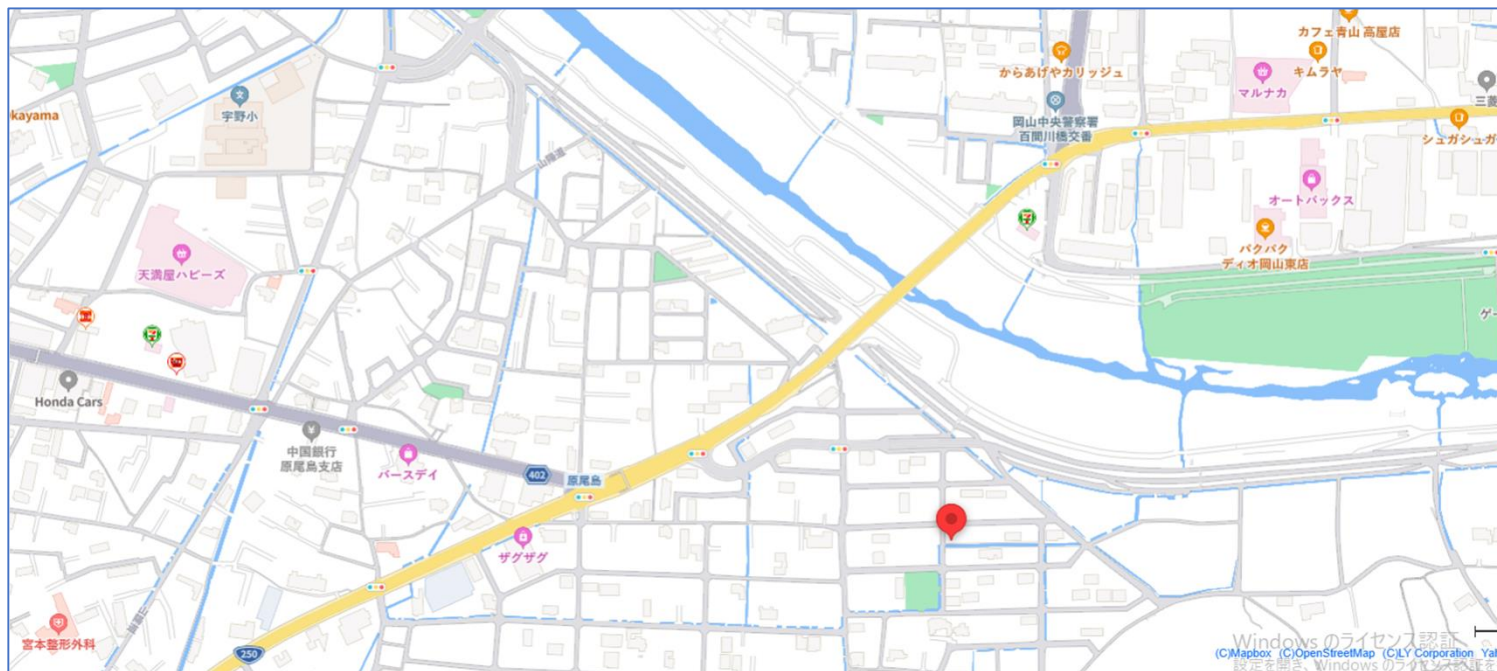 カフェ青山 高屋店
からあげやカリッジュ
キムラヤ
マルナカ
三菱
kayama
宇野小
岡山中央警察署
百間川橋交番
シュガシュガ
山陽道
オートバックス
パクパク
ディオ岡山東店
天満屋ハピーズ
ゲー
Honda Cars
中国銀行
原尾島支店
バースデイ
402
原尾島
ザグザグ
宮本整形外科
250
Windows のライセンス認証
(C)Mapbox (C)OpenStreetMap (C)LY Corporation Yah
設定を開き、Windows のライセンス認証を